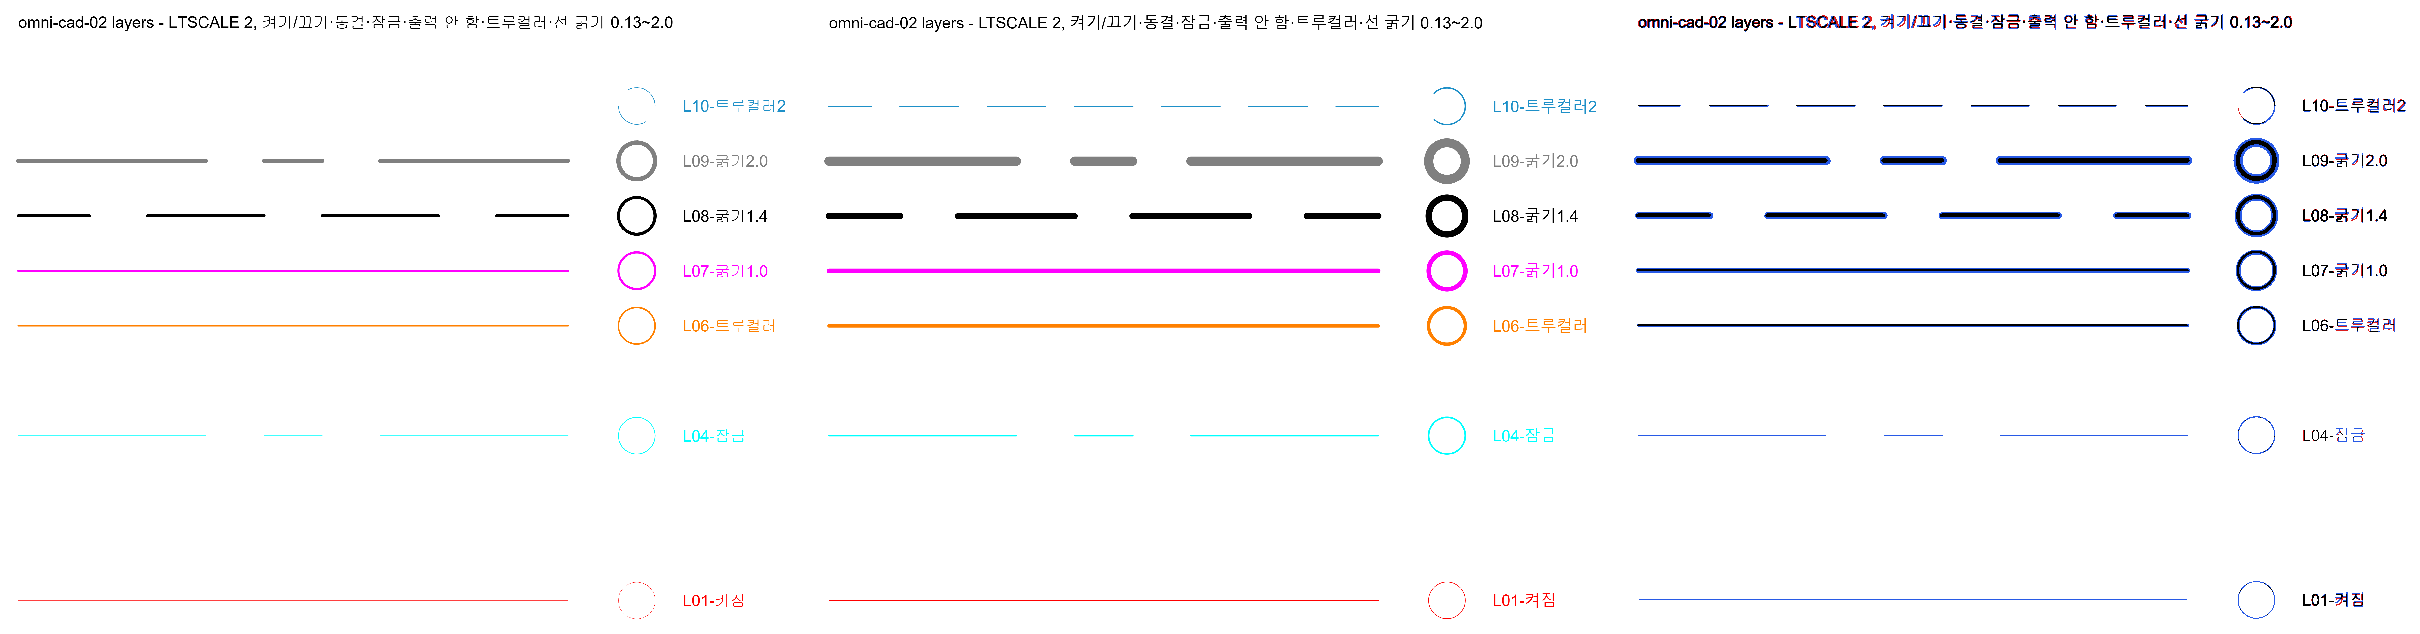 omni-cad-02 layers - LTSCALE 2, 켜기/끄기·동결·잠금·출력 안 함·트루컬러·선 굵기 0.13~2.0
omni-cad-02 layers - LTSCALE 2, 켜기/끄기·동결·잠금·출력 안 함·트루컬러·선 굵기 0.13~2.0
omni-cad-02 layers - LTSCALE 2, 켜기/끄기·동결·잠금·출력 안 함·트루컬러·선 굵기 0.13~2.0
L10-트루컬러2
L10-트루컬러2
L10-트루컬러2
L09-굵기2.0
L09-굵기2.0
L09-굵기2.0
L08-굵기1.4
L08-굵기1.4
L08-굵기1.4
L07-굵기1.0
L07-굵기1.0
L07-굵기1.0
L06-트루컬러
L06-트루컬러
L06-트루컬러
L04-잠금
L04-잠금
L04-잠금
L01-켜짐
L01-켜짐
L01-켜짐